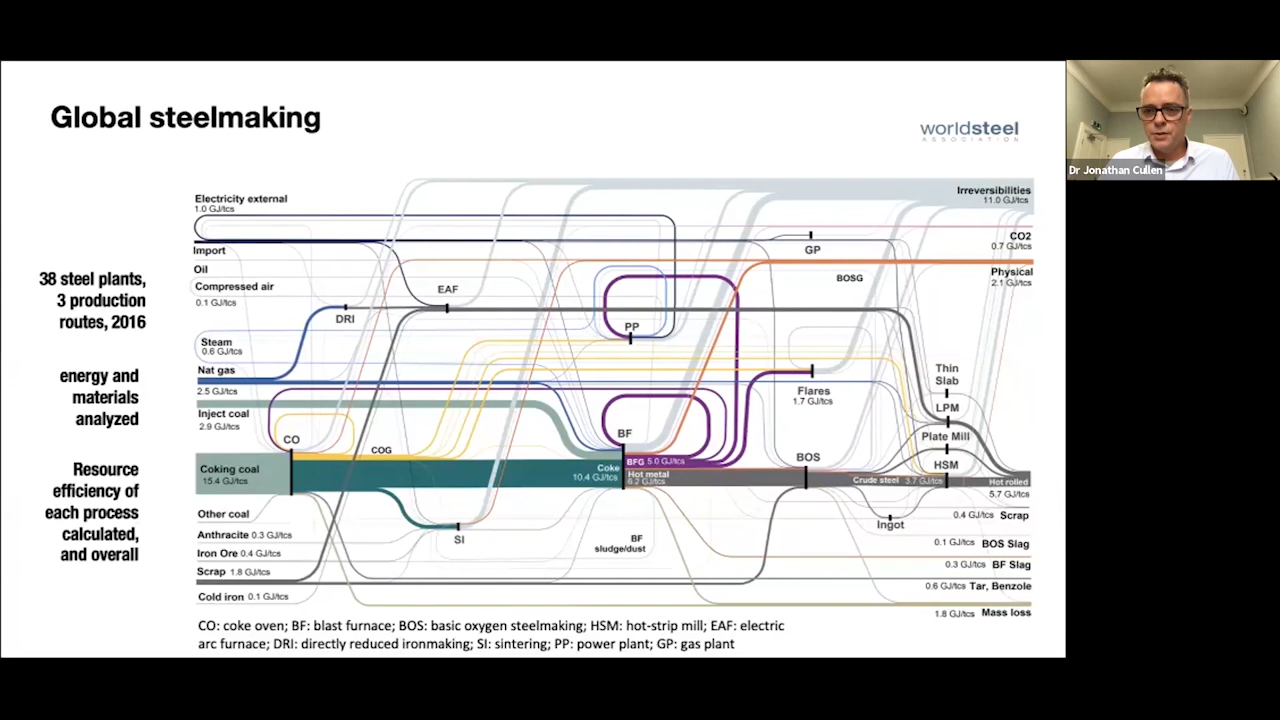 Global steelmaking
worldsteel
ASSOCIATION
Dr Jonathan Cullen
38 steel plants,
3 production
routes, 2016
energy and
materials
analyzed
Resource
efficiency of
each process
calculated,
and overall
Electricity external
1.0 GJ/tcs
Import
Oil
Compressed air
0.1 GJ/tcs
Steam
0.6 GJ/tcs
Nat gas
2.5 GJ/tcs
Inject coal
2.9 GJ/tcs
Coking coal
15.4 GJ/tcs
Other coal
Anthracite 0.3 GJ/tcs
Iron Ore 0.4 GJ/tcs
Scrap 1.8 GJ/tcs
Cold iron 0.1 GJ/tcs
CO
COG
DRI
EAF
SI
PP
BF
BFG 5.0 GJ/tcs
Coke
10.4 GJ/tcs
Hot metal
6.2 GJ/tcs
BF
sludge/dust
GP
BOSG
Flares
1.7 GJ/tcs
BOS
Crude steel 3.7 GJ/tcs
Ingot
Thin
Slab
LPM
Plate Mill
HSM
Irreversibilities
11.0 GJ/tcs
CO2
0.7 GJ/tcs
Physical
2.1 GJ/tcs
Hot rolled
5.7 GJ/tcs
0.4 GJ/tcs Scrap
0.1 GJ/tcs BOS Slag
0.3 GJ/tcs BF Slag
0.6 GJ/tcs Tar, Benzole
1.8 GJ/tcs Mass loss
CO: coke oven; BF: blast furnace; BOS: basic oxygen steelmaking; HSM: hot-strip mill; EAF: electric
arc furnace; DRI: directly reduced ironmaking; SI: sintering; PP: power plant; GP: gas plant